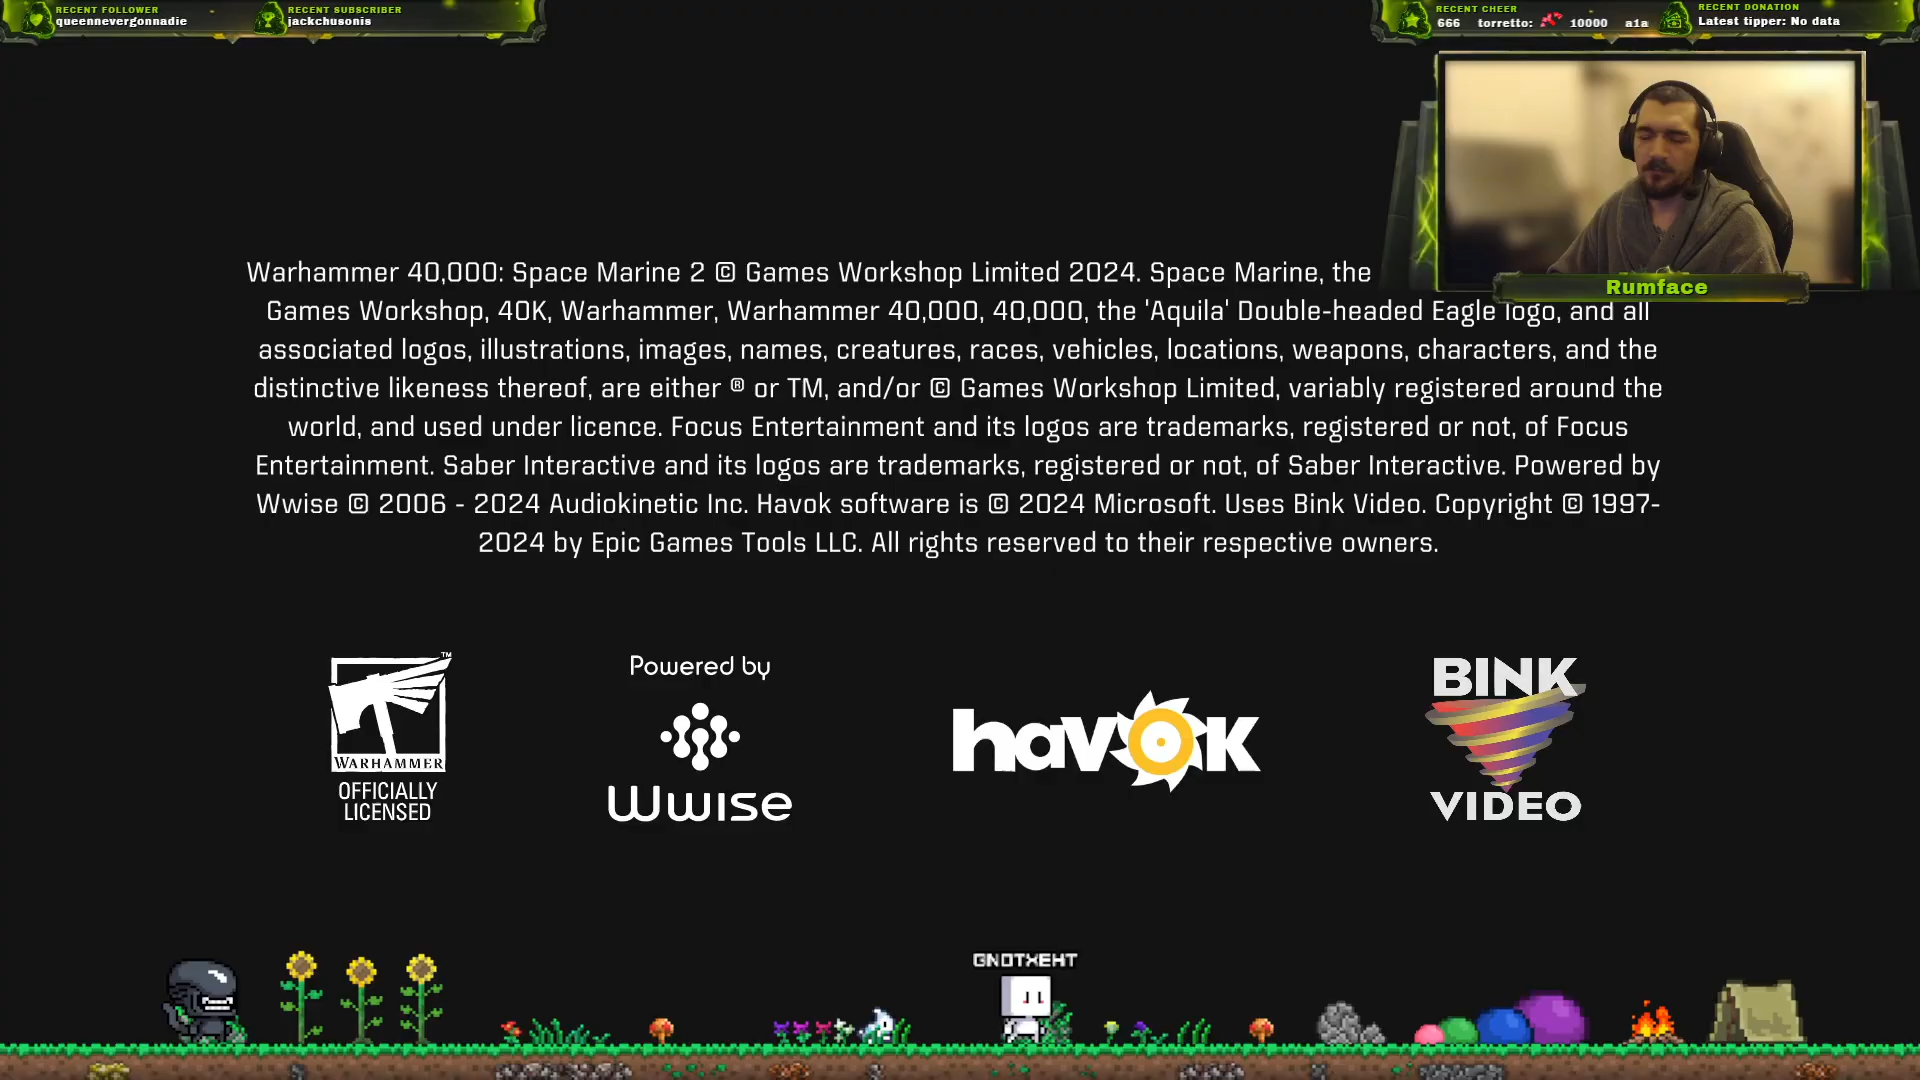 RECENT FOLLOWER
queennevergonnadie
RECENT SUBSCRIBER
jackchusonis
RECENT CHEER
666 torretto: 10000 a1a
RECENT DONATION
Latest tipper: No data
Rumface
Warhammer 40,000: Space Marine 2 © Games Workshop Limited 2024. Space Marine, the
Games Workshop, 40K, Warhammer, Warhammer 40,000, 40,000, the 'Aquila' Double-headed Eagle logo, and all
associated logos, illustrations, images, names, creatures, races, vehicles, locations, weapons, characters, and the
distinctive likeness thereof, are either ® or TM, and/or © Games Workshop Limited, variably registered around the
world, and used under licence. Focus Entertainment and its logos are trademarks, registered or not, of Focus
Entertainment. Saber Interactive and its logos are trademarks, registered or not, of Saber Interactive. Powered by
Wwise © 2006 - 2024 Audiokinetic Inc. Havok software is © 2024 Microsoft. Uses Bink Video. Copyright © 1997-
2024 by Epic Games Tools LLC. All rights reserved to their respective owners.
TM
WARHAMMER
OFFICIALLY
LICENSED
Powered by
Wwise
havok
BINK
VIDEO
GNOTXEHT